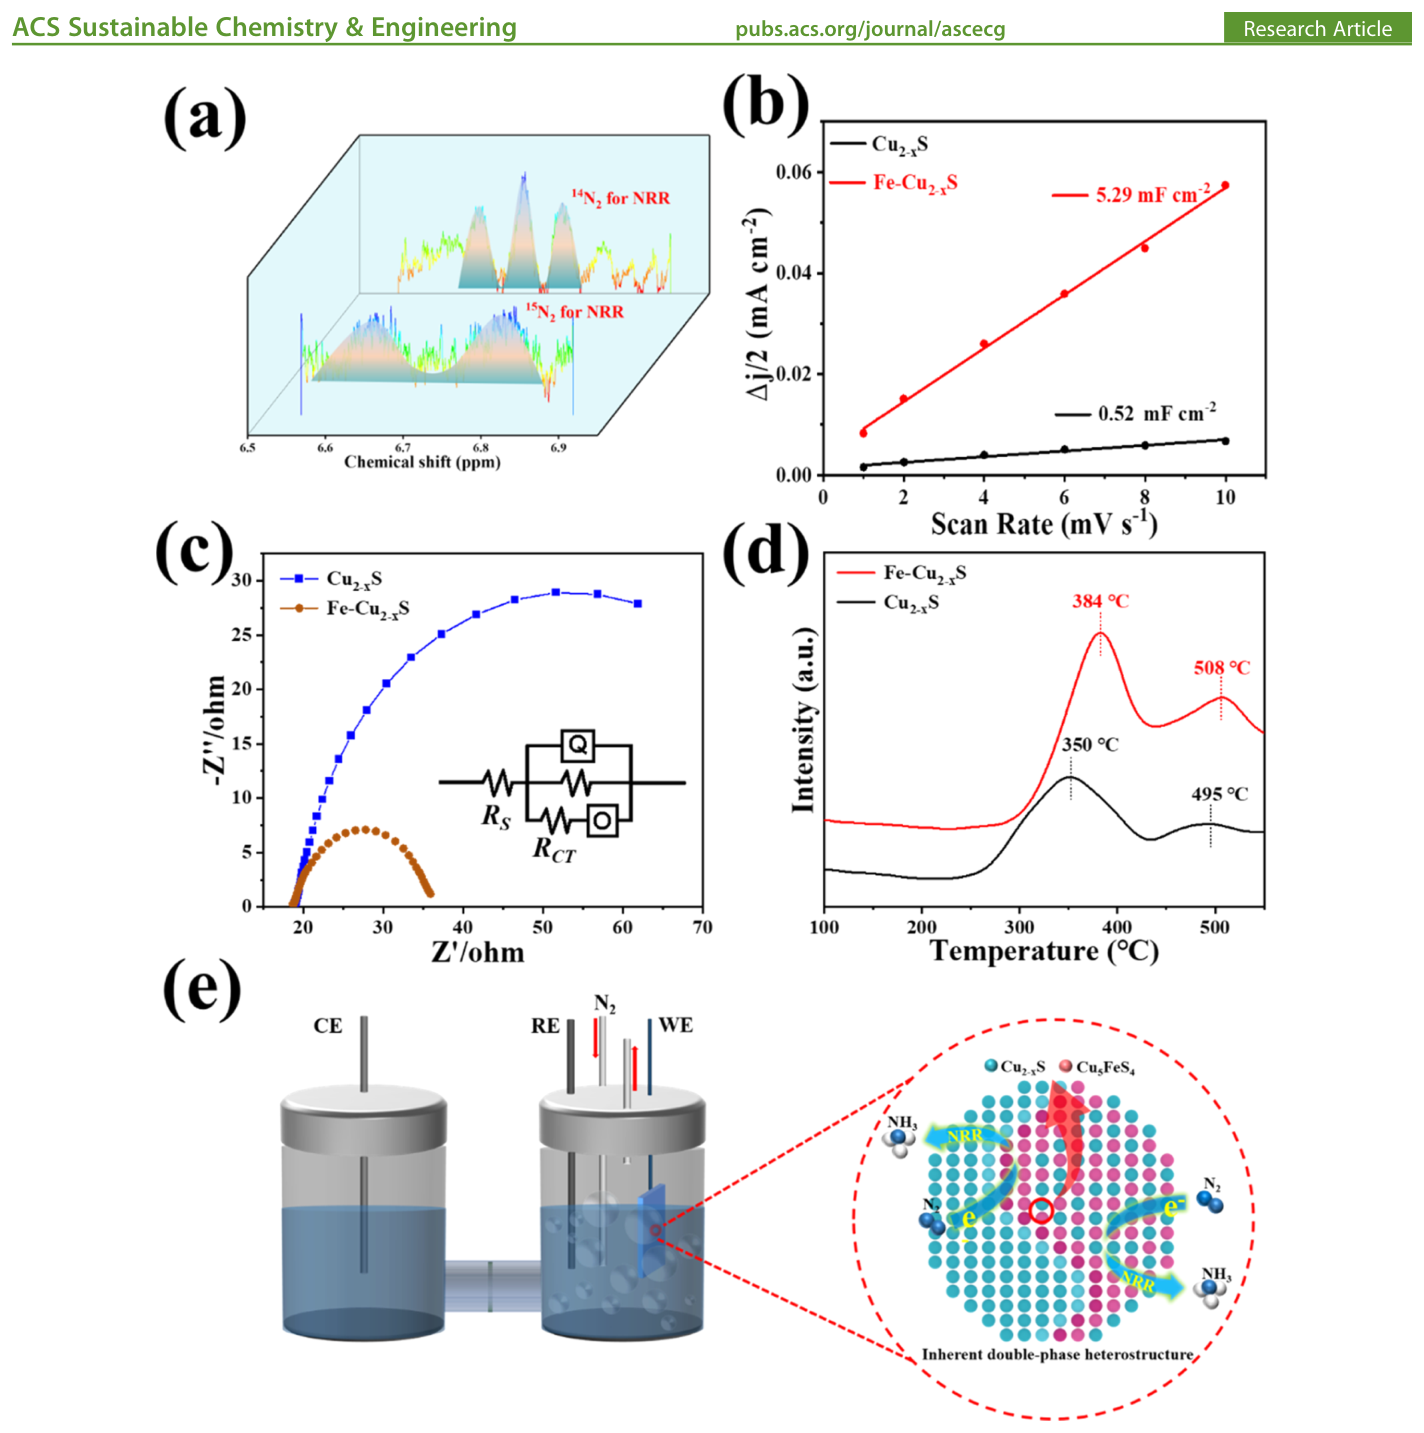 ACS Sustainable Chemistry & Engineering
pubs.acs.org/journal/ascecg
Research Article
(a)
¹⁴N₂ for NRR
¹⁵N₂ for NRR
6.5 6.6 6.7 6.8 6.9
Chemical shift (ppm)
(b)
Cu₂₋ₓS
Fe-Cu₂₋ₓS
5.29 mF cm⁻²
0.52 mF cm⁻²
0.06
0.04
0.02
0.00
Δj/2 (mA cm⁻²)
0 2 4 6 8 10
Scan Rate (mV s⁻¹)
(c)
Cu₂₋ₓS
Fe-Cu₂₋ₓS
30
25
20
15
10
5
0
-Z''/ohm
Q
R_S
R_CT
O
20 30 40 50 60 70
Z'/ohm
(d)
Fe-Cu₂₋ₓS
Cu₂₋ₓS
384 °C
508 °C
350 °C
495 °C
Intensity (a.u.)
100 200 300 400 500
Temperature (°C)
(e)
CE
RE
N₂
WE
Cu₂₋ₓS
Cu₅FeS₄
NH₃
NRR
N₂
e⁻
N₂
e⁻
NRR
NH₃
Inherent double-phase heterostructure